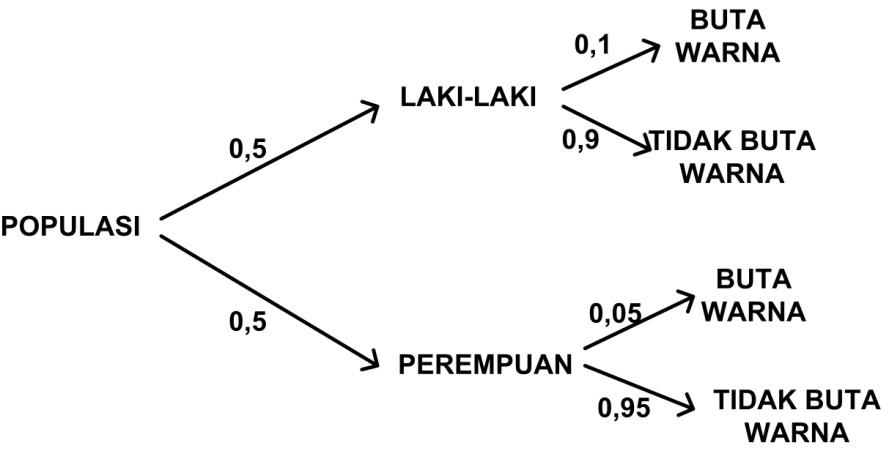 BUTA
WARNA
0,1
LAKI-LAKI
0,9
TIDAK BUTA
WARNA
0,5
POPULASI
0,5
BUTA
WARNA
0,05
PEREMPUAN
0,95
TIDAK BUTA
WARNA